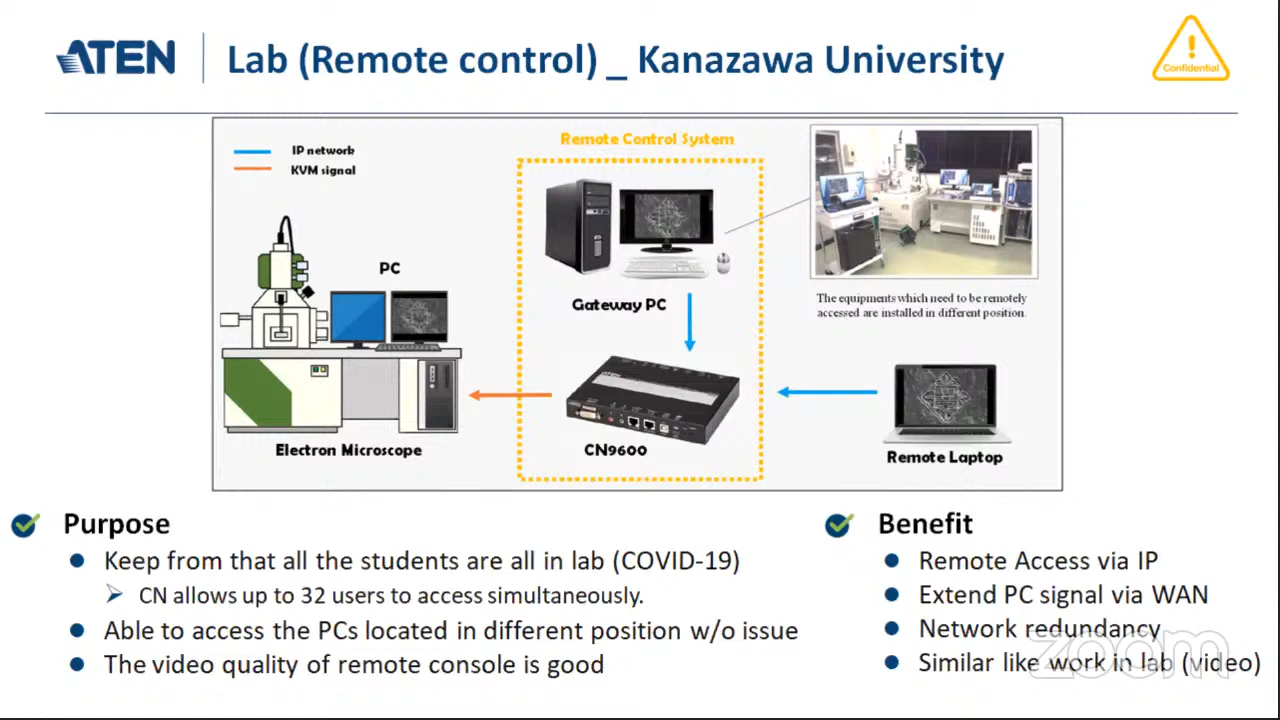 ATEN
Lab (Remote control) _ Kanazawa University
Confidential
IP network
KVM signal
Remote Control System
PC
Gateway PC
The equipments which need to be remotely
accessed are installed in different position.
ATEN
Electron Microscope
CN9600
Remote Laptop
Purpose
Keep from that all the students are all in lab (COVID-19)
CN allows up to 32 users to access simultaneously.
Able to access the PCs located in different position w/o issue
The video quality of remote console is good
Benefit
Remote Access via IP
Extend PC signal via WAN
Network redundancy
Similar like work in lab (video)
zoom